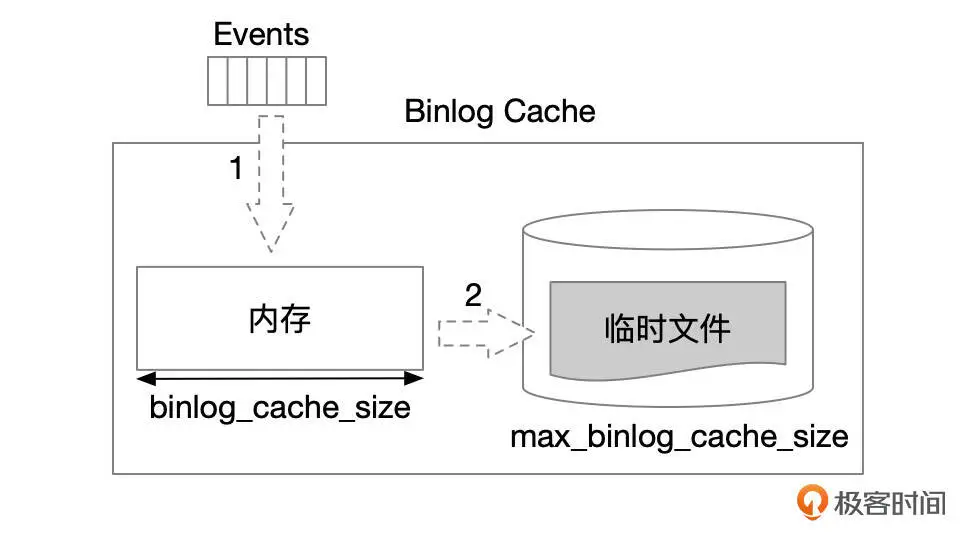 Events
Binlog Cache
1
内存
2
临时文件
binlog_cache_size
max_binlog_cache_size
极客时间